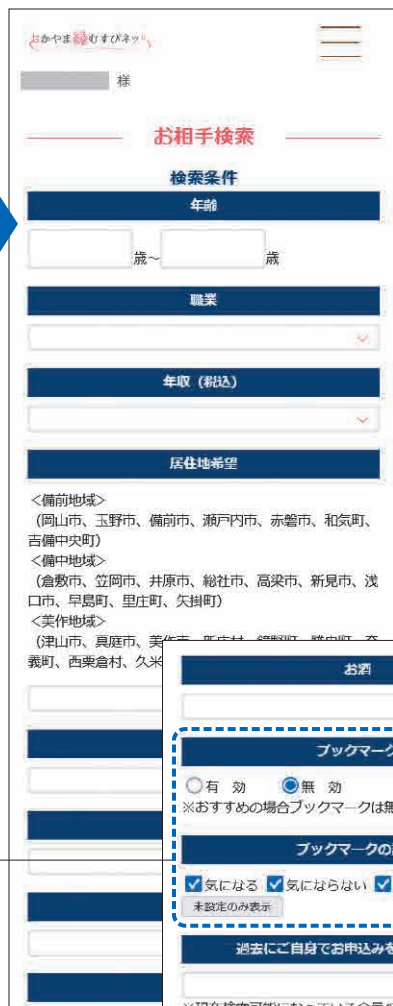 おかやま縁むすびネット
様
お相手検索
検索条件
年齢
歳～
歳
職業
年収（税込）
居住地希望
＜備前地域＞
（岡山市、玉野市、備前市、瀬戸内市、赤磐市、和気町、
吉備中央町）
＜備中地域＞
（倉敷市、笠岡市、井原市、総社市、高梁市、新見市、浅
口市、早島町、里庄町、矢掛町）
＜美作地域＞
（津山市、真庭市、美
義町、西粟倉村、久米
お酒
ブックマーク
有 効 無 効
※おすすめの場合ブックマークは無
ブックマークの
気になる 気にならない
未設定のみ表示
過去にご自身でお申込みを